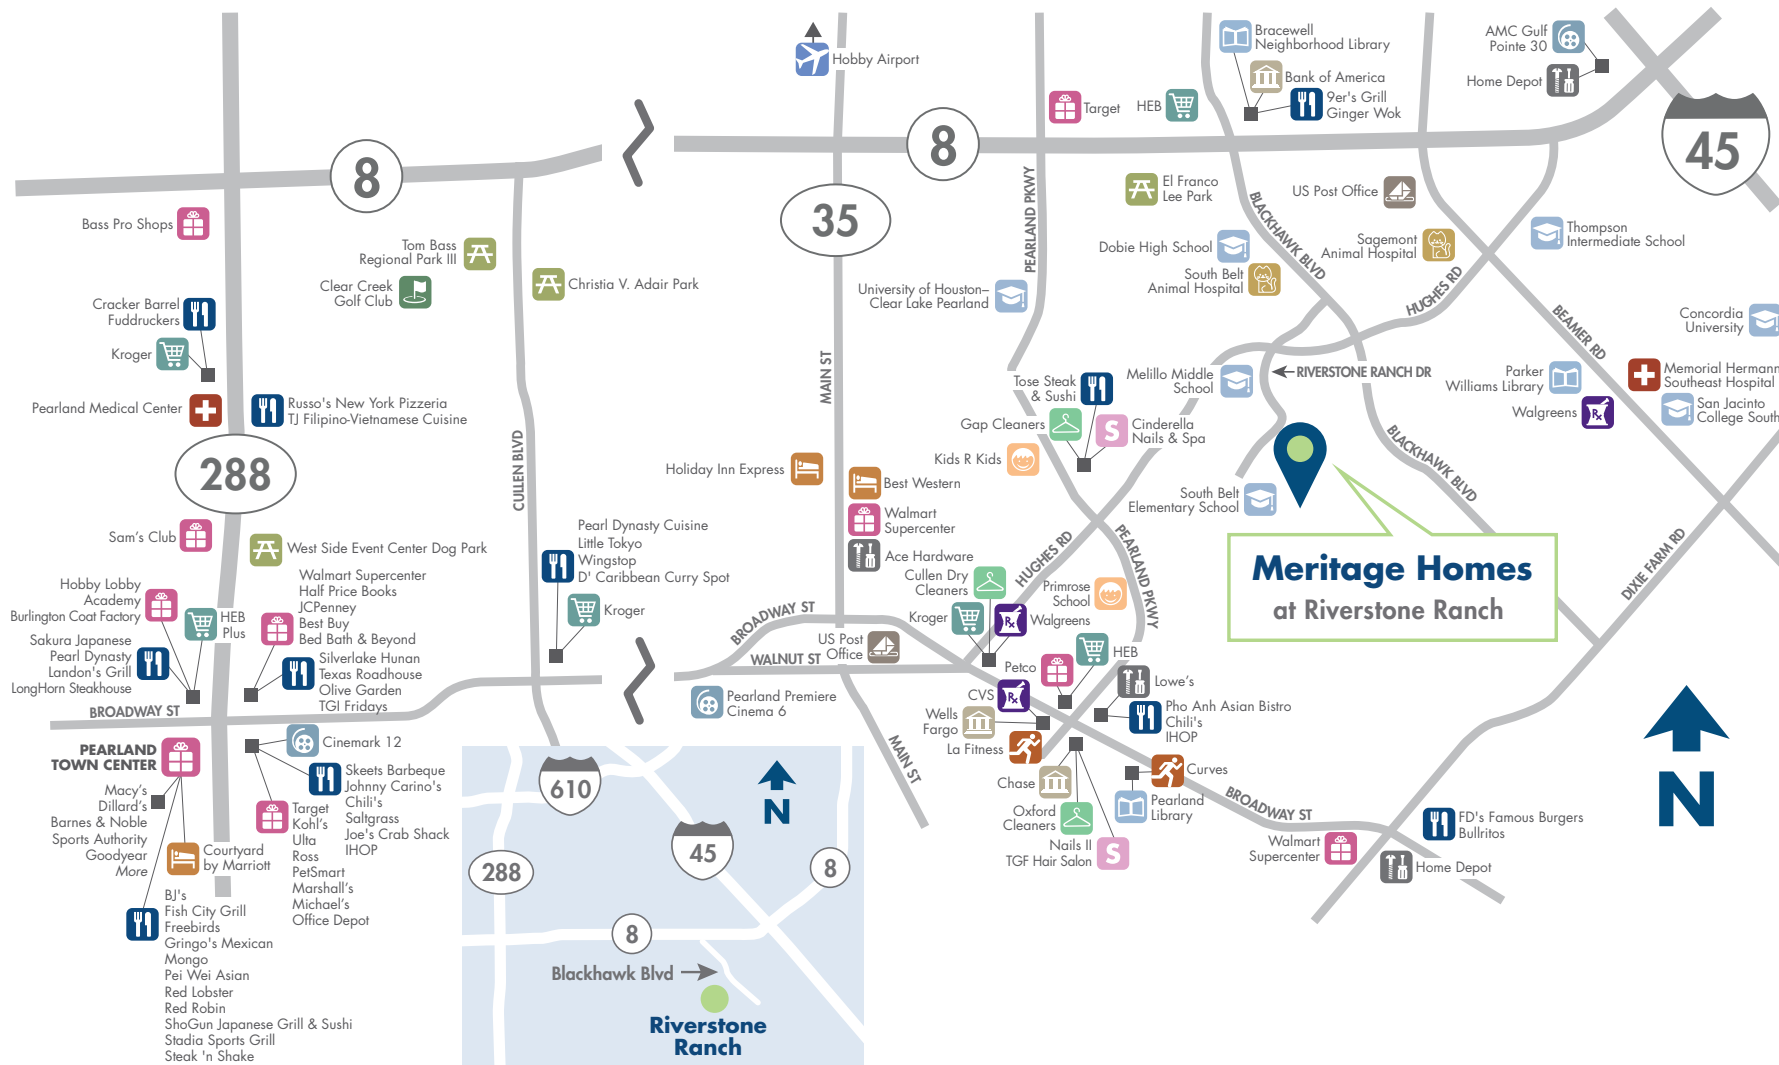 Hobby Airport
Bracewell
Neighborhood Library
Bank of America
9er's Grill
Ginger Wok
AMC Gulf
Pointe 30
Home Depot
Target
HEB
8
8
45
Bass Pro Shops
Tom Bass
Regional Park III
Clear Creek
Golf Club
Christia V. Adair Park
35
PEARLAND PKWY
El Franco
Lee Park
US Post Office
BLACKHAWK BLVD
Dobie High School
South Belt
Animal Hospital
Sagemont
Animal Hospital
Thompson
Intermediate School
University of Houston–
Clear Lake Pearland
HUGHES RD
BEAMER RD
Concordia
University
Cracker Barrel
Fuddruckers
Kroger
Pearland Medical Center
Russo's New York Pizzeria
TJ Filipino-Vietnamese Cuisine
288
CULLEN BLVD
MAIN ST
Tose Steak
& Sushi
Melillo Middle
School
RIVERSTONE RANCH DR
Parker
Williams Library
Walgreens
Memorial Hermann
Southeast Hospital
San Jacinto
College South
Gap Cleaners
Cinderella
Nails & Spa
Kids R Kids
BLACKHAWK BLVD
Holiday Inn Express
Best Western
Walmart
Supercenter
Ace Hardware
South Belt
Elementary School
Meritage Homes
at Riverstone Ranch
DIXIE FARM RD
Sam's Club
West Side Event Center Dog Park
Hobby Lobby
Academy
Burlington Coat Factory
HEB
Plus
Walmart Supercenter
Half Price Books
JCPenney
Best Buy
Bed Bath & Beyond
Sakura Japanese
Pearl Dynasty
Landon's Grill
LongHorn Steakhouse
Silverlake Hunan
Texas Roadhouse
Olive Garden
TGI Fridays
Pearl Dynasty Cuisine
Little Tokyo
Wingstop
D' Caribbean Curry Spot
Kroger
Cullen Dry
Cleaners
HUGHES RD
Primrose
School
PEARLAND PKWY
Kroger
Walgreens
BROADWAY ST
WALNUT ST
US Post
Office
Petco
HEB
Lowe's
CVS
Pho Anh Asian Bistro
Chili's
IHOP
Wells
Fargo
La Fitness
Pearland Premiere
Cinema 6
MAIN ST
Chase
Curves
Oxford
Cleaners
Pearland
Library
Nails II
TGF Hair Salon
S
S
BROADWAY ST
Walmart
Supercenter
FD's Famous Burgers
Bullritos
Home Depot
N
BROADWAY ST
PEARLAND
TOWN CENTER
Cinemark 12
Macy's
Dillard's
Barnes & Noble
Sports Authority
Goodyear
More
Courtyard
by Marriott
Skeets Barbeque
Johnny Carino's
Chili's
Saltgrass
Joe's Crab Shack
IHOP
Target
Kohl's
Ulta
Ross
PetSmart
Marshall's
Michael's
Office Depot
BJ's
Fish City Grill
Freebirds
Gringo's Mexican
Mongo
Pei Wei Asian
Red Lobster
Red Robin
ShoGun Japanese Grill & Sushi
Stadia Sports Grill
Steak 'n Shake
610
N
45
288
8
8
Blackhawk Blvd
Riverstone
Ranch